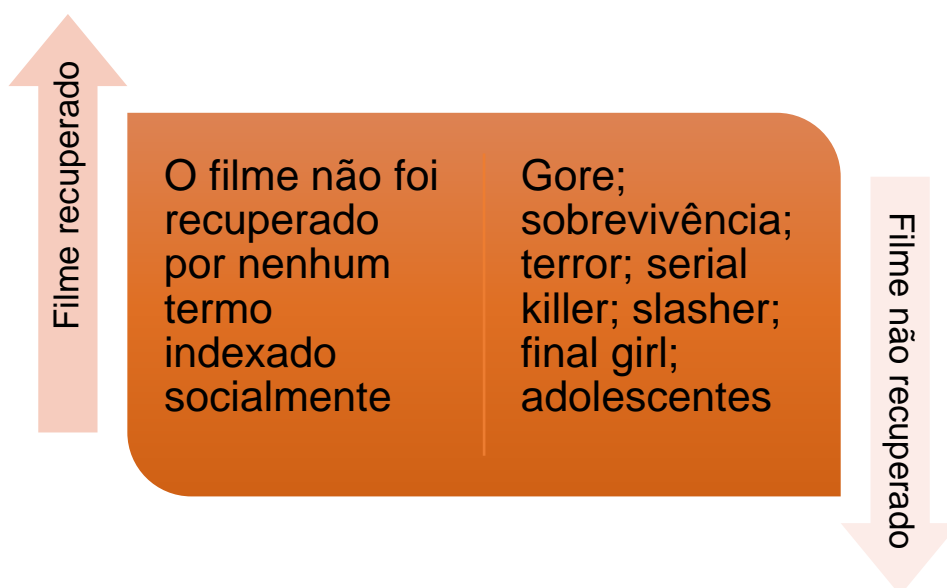 Filme recuperado
O filme não foi
recuperado
por nenhum
termo
indexado
socialmente
Gore;
sobrevivência;
terror; serial
killer; slasher;
final girl;
adolescentes
Filme não recuperado